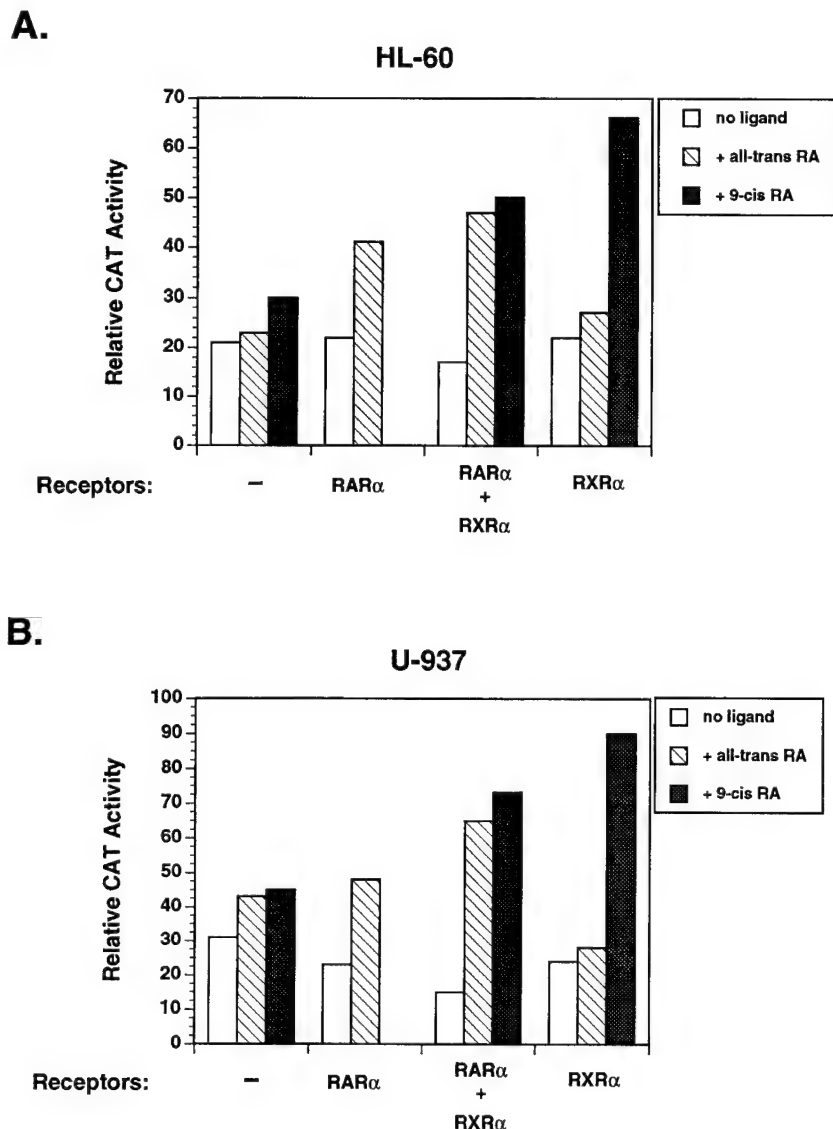 A.
HL-60
70
60
50
40
30
20
10
0
Relative CAT Activity
no ligand
+ all-trans RA
+ 9-cis RA
Receptors: – RARα RARα + RXRα RXRα
B.
U-937
100
90
80
70
60
50
40
30
20
10
0
Relative CAT Activity
no ligand
+ all-trans RA
+ 9-cis RA
Receptors: – RARα RARα + RXRα RXRα